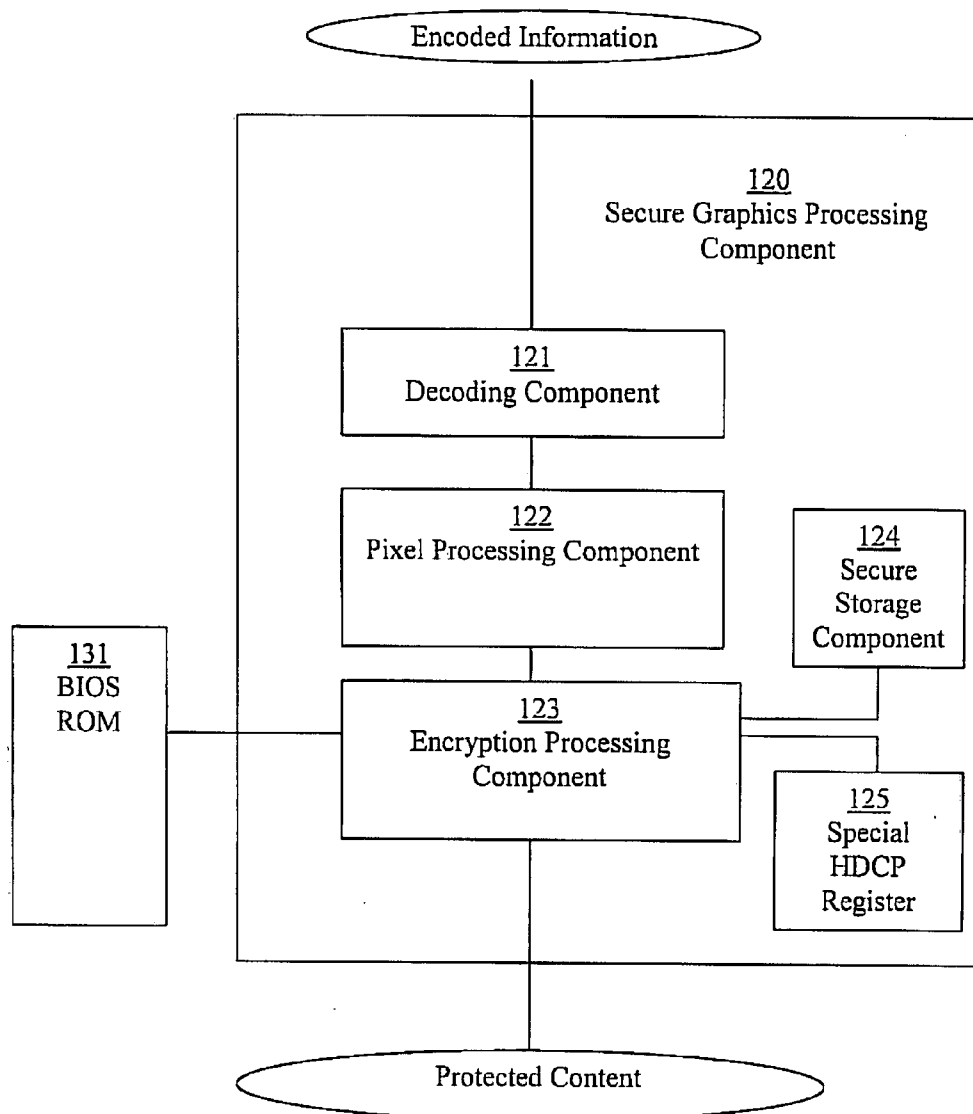 Encoded Information
120
Secure Graphics Processing
Component
121
Decoding Component
122
Pixel Processing Component
124
Secure
Storage
Component
131
BIOS
ROM
123
Encryption Processing
Component
125
Special
HDCP
Register
Protected Content